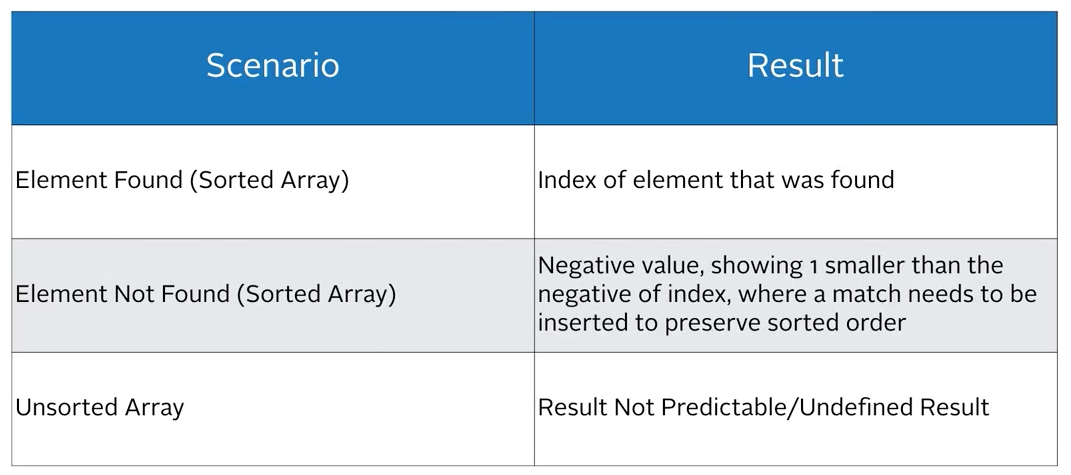 Scenario
Result
Element Found (Sorted Array)
Index of element that was found
Element Not Found (Sorted Array)
Negative value, showing 1 smaller than the
negative of index, where a match needs to be
inserted to preserve sorted order
Unsorted Array
Result Not Predictable/Undefined Result